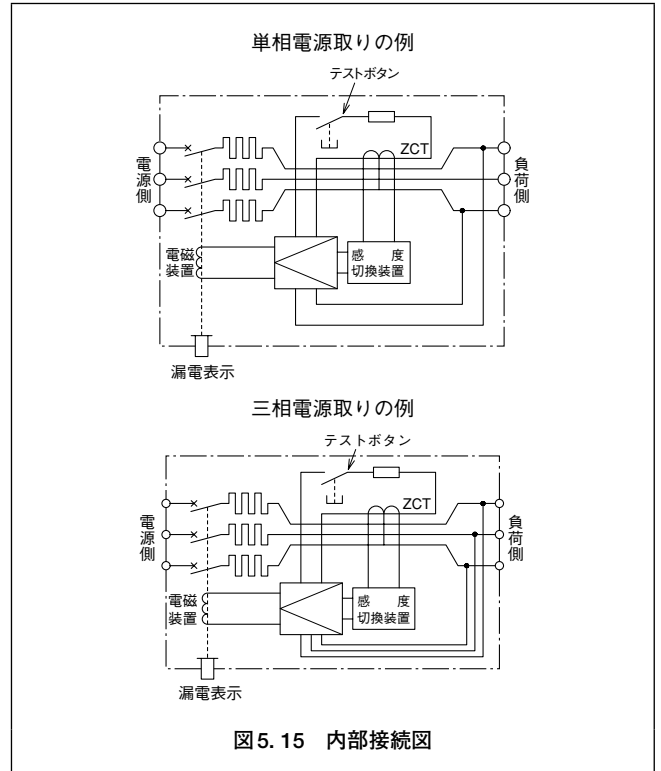 単相電源取りの例
テストボタン
ZCT
電源側
負荷側
電磁
装置
感 度
切換装置
漏電表示
三相電源取りの例
テストボタン
ZCT
電源側
負荷側
電磁
装置
感 度
切換装置
漏電表示
図5. 15 内部接続図